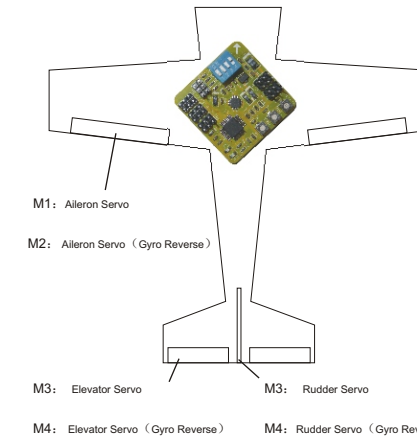 M1： Aileron Servo
M2： Aileron Servo（Gyro Reverse）
M3： Elevator Servo
M3： Rudder Servo
M4： Elevator Servo（Gyro Reverse）
M4： Rudder Servo（Gyro Rev